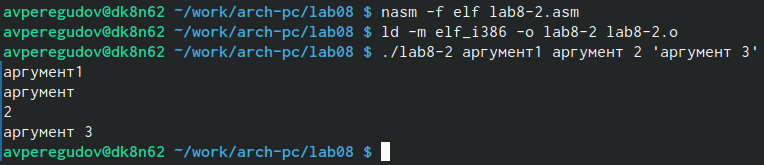 avperegudov@dk8n62 ~/work/arch-pc/lab08 $ nasm -f elf lab8-2.asm
avperegudov@dk8n62 ~/work/arch-pc/lab08 $ ld -m elf_i386 -o lab8-2 lab8-2.o
avperegudov@dk8n62 ~/work/arch-pc/lab08 $ ./lab8-2 аргумент1 аргумент 2 'аргумент 3'
аргумент1
аргумент
2
аргумент 3
avperegudov@dk8n62 ~/work/arch-pc/lab08 $